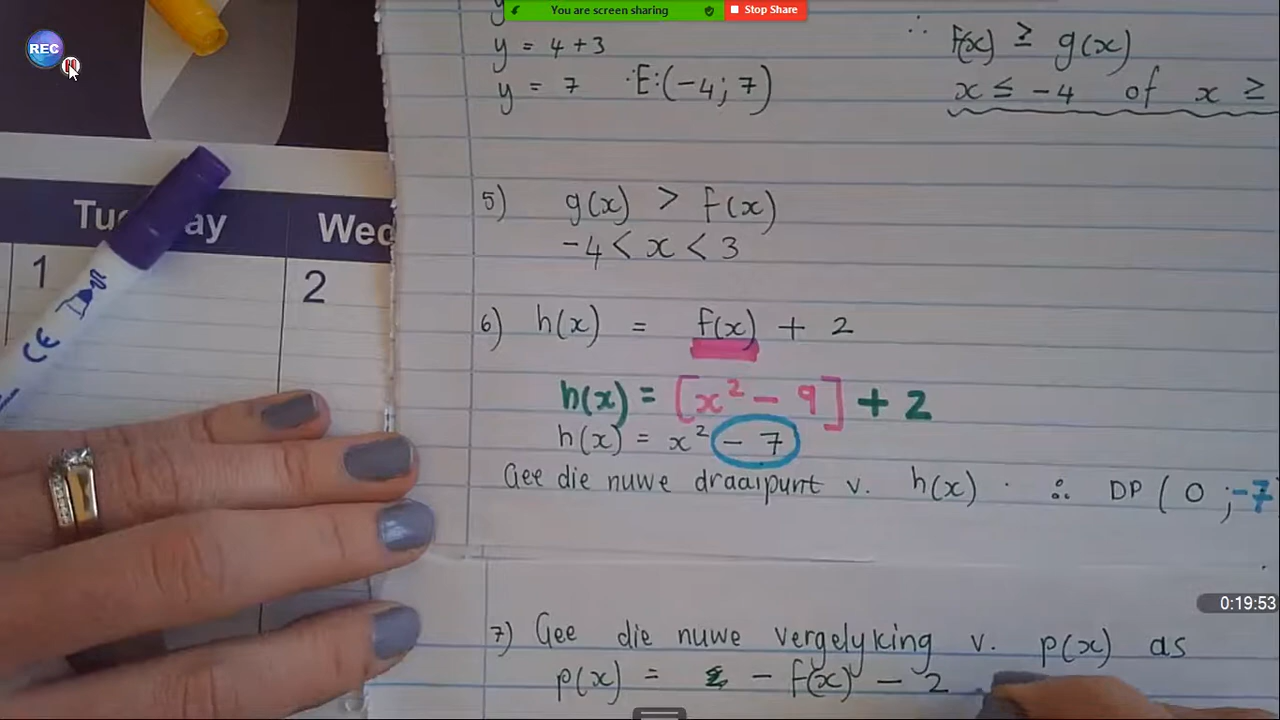 You are screen sharing Stop Share
REC
y = 4 + 3
y = 7 ∴E:(-4; 7)
∴ f(x) ≥ g(x)
x ≤ -4 of x ≥
Tu ay Wed
1 2
CE
5) g(x) > f(x)
-4 < x < 3
6) h(x) = f(x) + 2
h(x) = [x² - 9] + 2
h(x) = x² - 7
Gee die nuwe draaipunt v. h(x) . ∴ DP ( 0 ; -7
0:19:53
7) Gee die nuwe vergelyking v. p(x) as
p(x) = - f(x) - 2